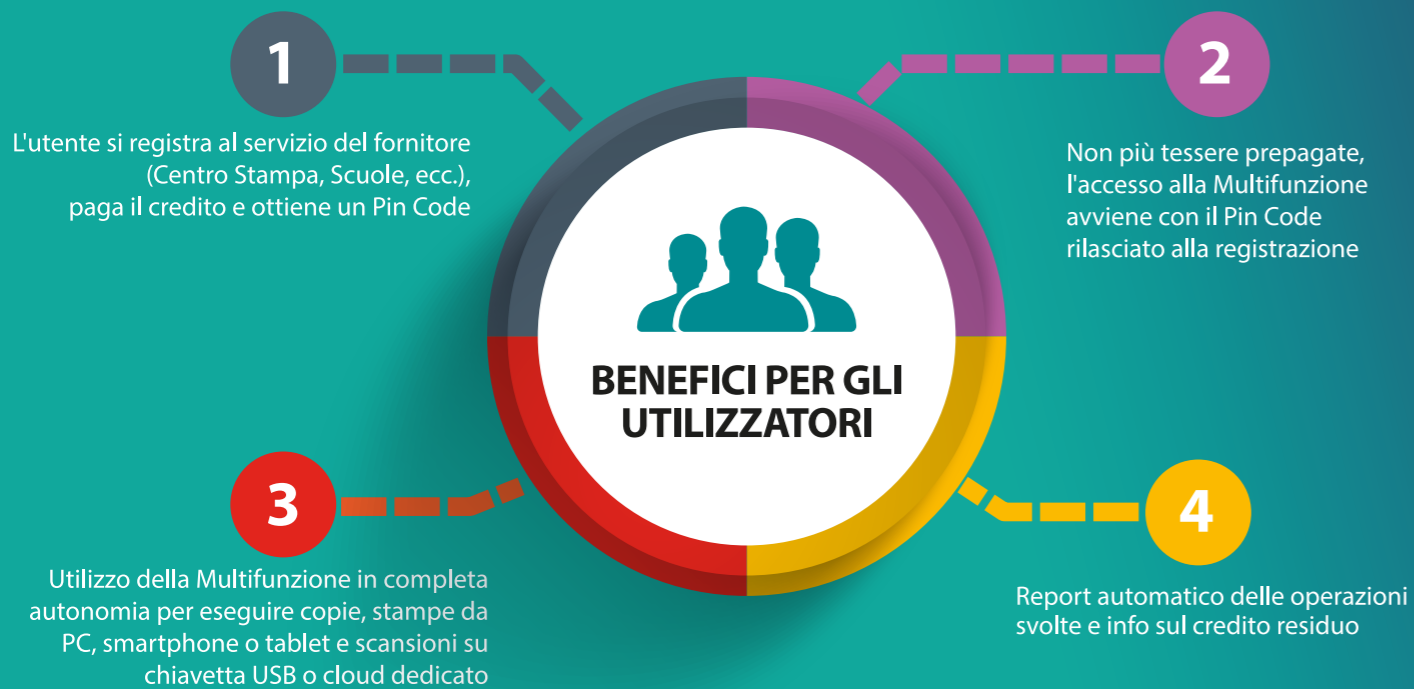 1
L'utente si registra al servizio del fornitore
(Centro Stampa, Scuole, ecc.),
paga il credito e ottiene un Pin Code
2
Non più tessere prepagate,
l'accesso alla Multifunzione
avviene con il Pin Code
rilasciato alla registrazione
BENEFICI PER GLI
UTILIZZATORI
3
Utilizzo della Multifunzione in completa
autonomia per eseguire copie, stampe da
PC, smartphone o tablet e scansioni su
chiavetta USB o cloud dedicato
4
Report automatico delle operazioni
svolte e info sul credito residuo